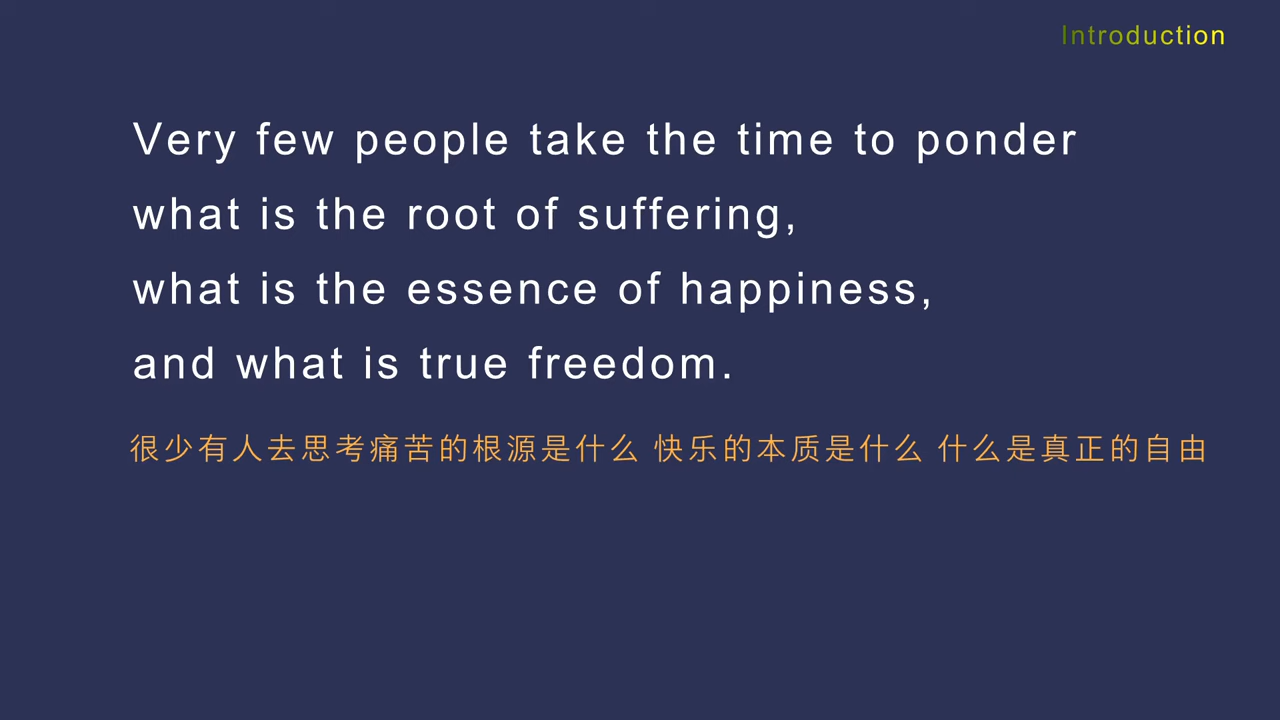 Introduction
Very few people take the time to ponder
what is the root of suffering,
what is the essence of happiness,
and what is true freedom.
很少有人去思考痛苦的根源是什么 快乐的本质是什么 什么是真正的自由